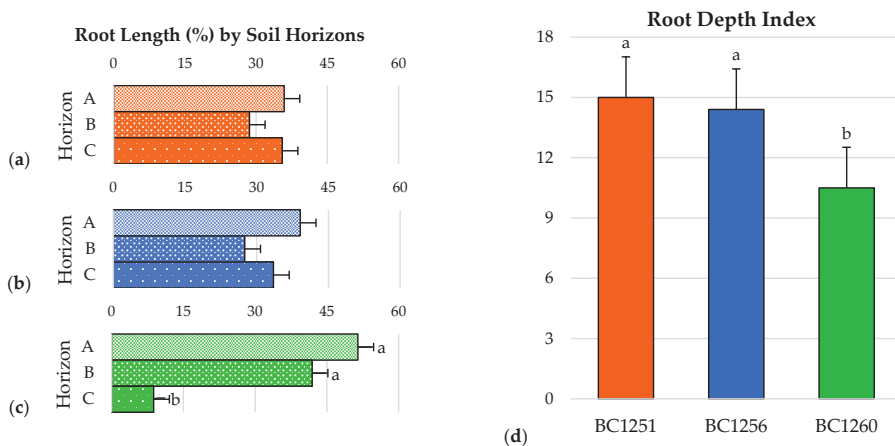 Root Length (%) by Soil Horizons
0 15 30 45 60
Horizon
A
B
C
(a)
0 15 30 45 60
Horizon
A
B
C
(b)
0 15 30 45 60
Horizon
A a
B a
C b
(c)
Root Depth Index
18
15
12
9
6
3
0
a a b
BC1251 BC1256 BC1260
(d)